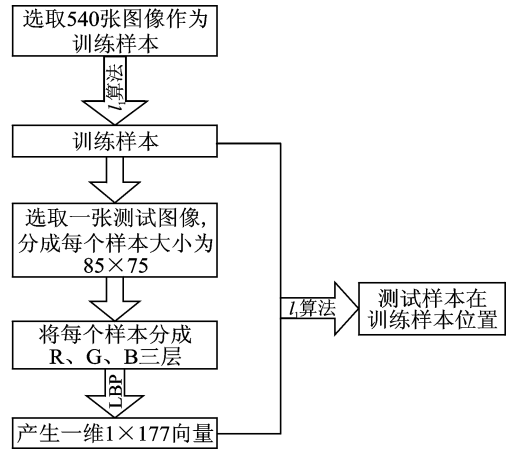 选取540张图像作为
训练样本
l₁算法
训练样本
选取一张测试图像,
分成每个样本大小为
85×75
将每个样本分成
R、G、B三层
LBP
产生一维1×177向量
l₁算法
测试样本在
训练样本位置